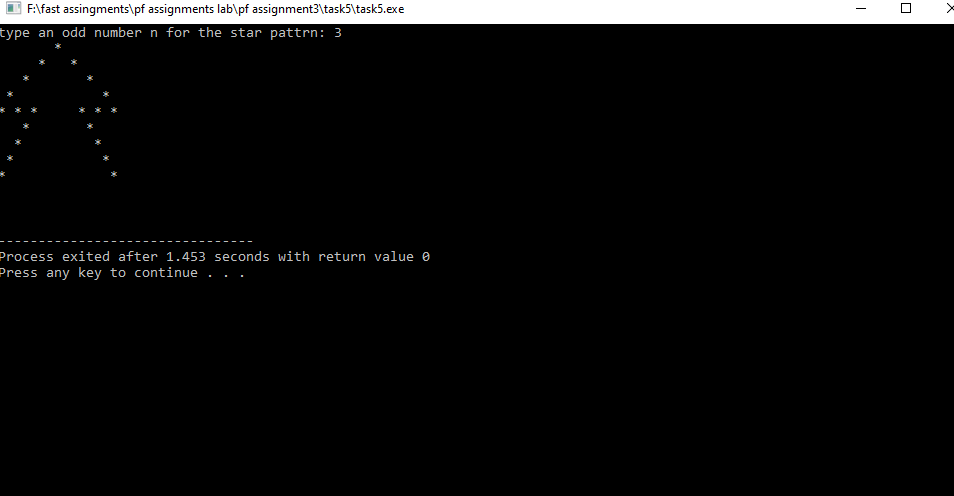 F:\fast assingments\pf assignments lab\pf assignment3\task5\task5.exe
type an odd number n for the star pattrn: 3
       *
     *   *
   *       *
 *           *
* * *     * * *
   *       *
  *         *
 *           *
*             *
--------------------------------
Process exited after 1.453 seconds with return value 0
Press any key to continue . . .